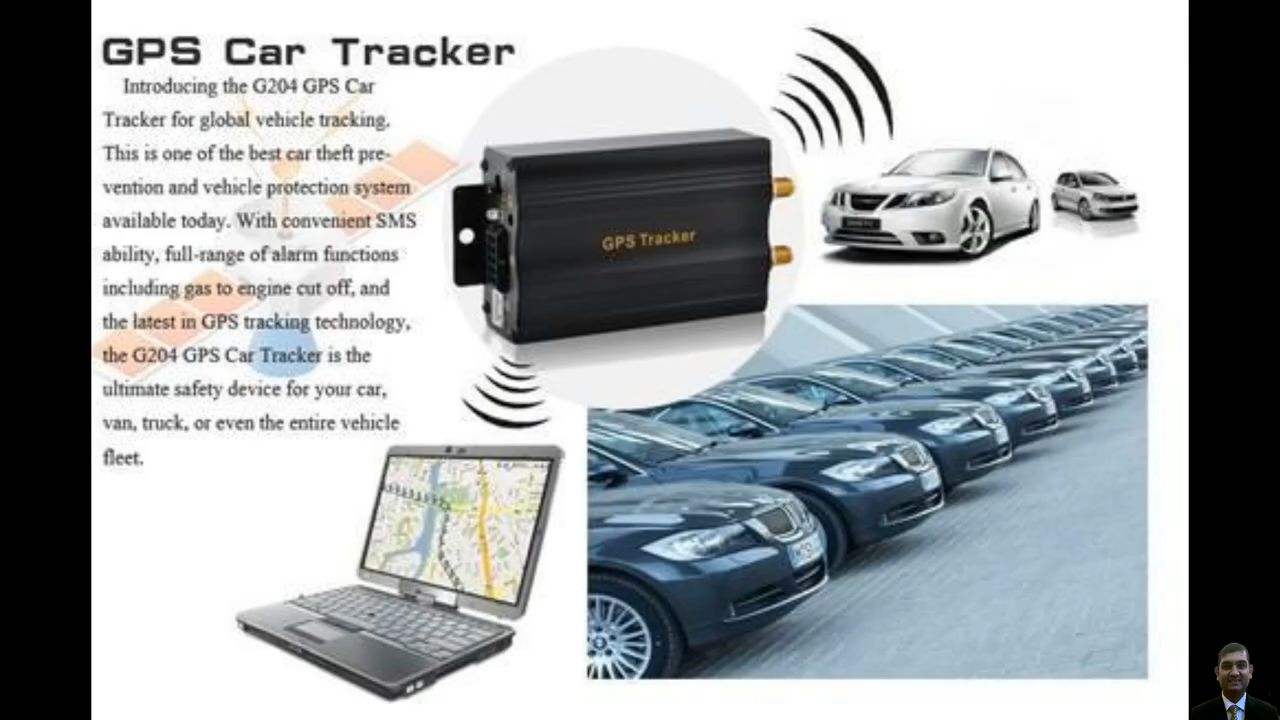 GPS Car Tracker
Introducing the G204 GPS Car
Tracker for global vehicle tracking.
This is one of the best car theft pre-
vention and vehicle protection system
available today. With convenient SMS
ability, full-range of alarm functions
including gas to engine cut off, and
the latest in GPS tracking technology,
the G204 GPS Car Tracker is the
ultimate safety device for your car,
van, truck, or even the entire vehicle
fleet.
GPS Tracker